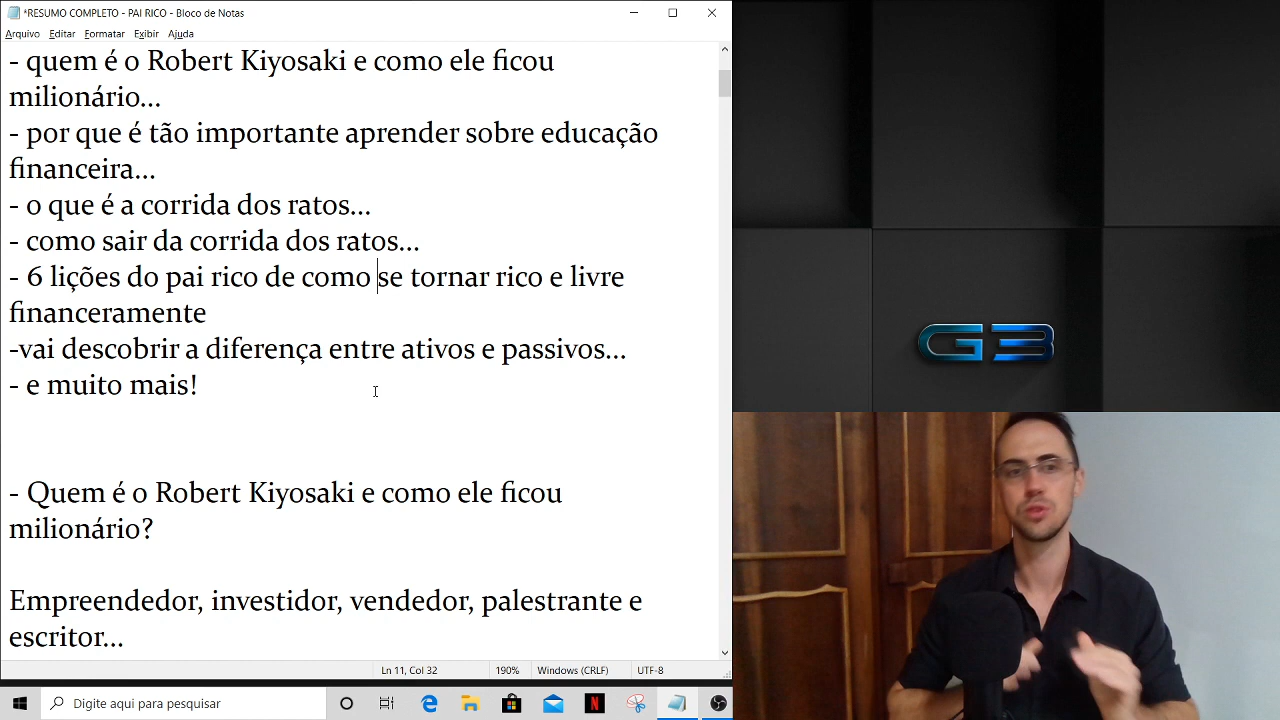 *RESUMO COMPLETO - PAI RICO - Bloco de Notas
Arquivo Editar Formatar Exibir Ajuda
- quem é o Robert Kiyosaki e como ele ficou
milionário...
- por que é tão importante aprender sobre educação
financeira...
- o que é a corrida dos ratos...
- como sair da corrida dos ratos...
- 6 lições do pai rico de como se tornar rico e livre
financeramente
-vai descobrir a diferença entre ativos e passivos...
- e muito mais!
- Quem é o Robert Kiyosaki e como ele ficou
milionário?
Empreendedor, investidor, vendedor, palestrante e
escritor...
Ln 11, Col 32 190% Windows (CRLF) UTF-8
Digite aqui para pesquisar
N
G3